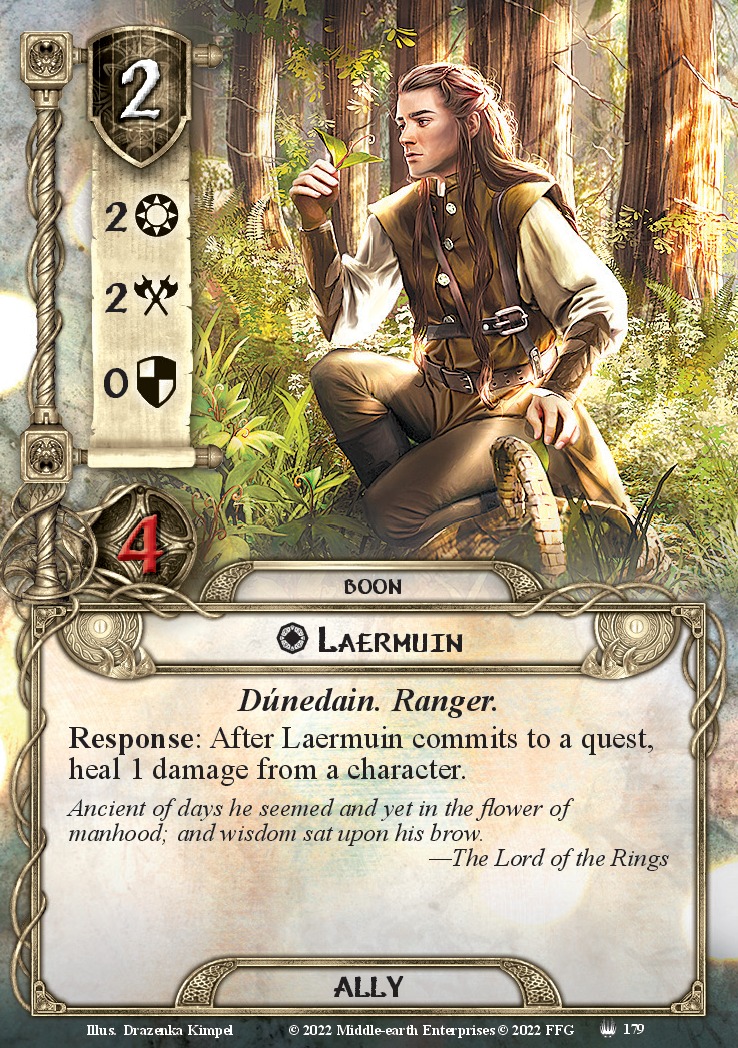 2
2
2
0
4
BOON
LAERMUIN
Dúnedain. Ranger.
Response: After Laermuin commits to a quest,
heal 1 damage from a character.
Ancient of days he seemed and yet in the flower of
manhood; and wisdom sat upon his brow.
—The Lord of the Rings
ALLY
Illus. Drazenka Kimpel © 2022 Middle-earth Enterprises © 2022 FFG 179